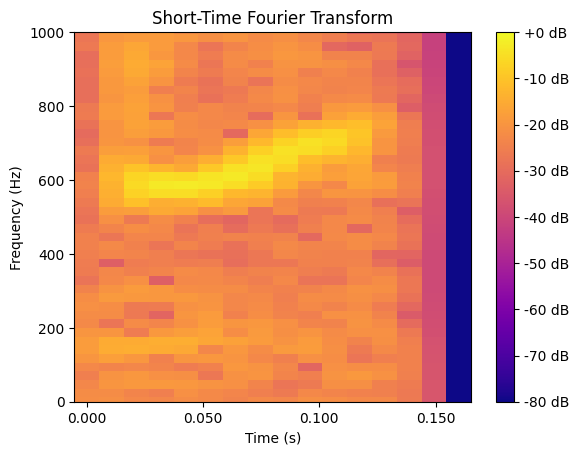 Short-Time Fourier Transform
Frequency (Hz)
1000
800
600
400
200
0
0.000
0.050
0.100
0.150
Time (s)
+0 dB
-10 dB
-20 dB
-30 dB
-40 dB
-50 dB
-60 dB
-70 dB
-80 dB